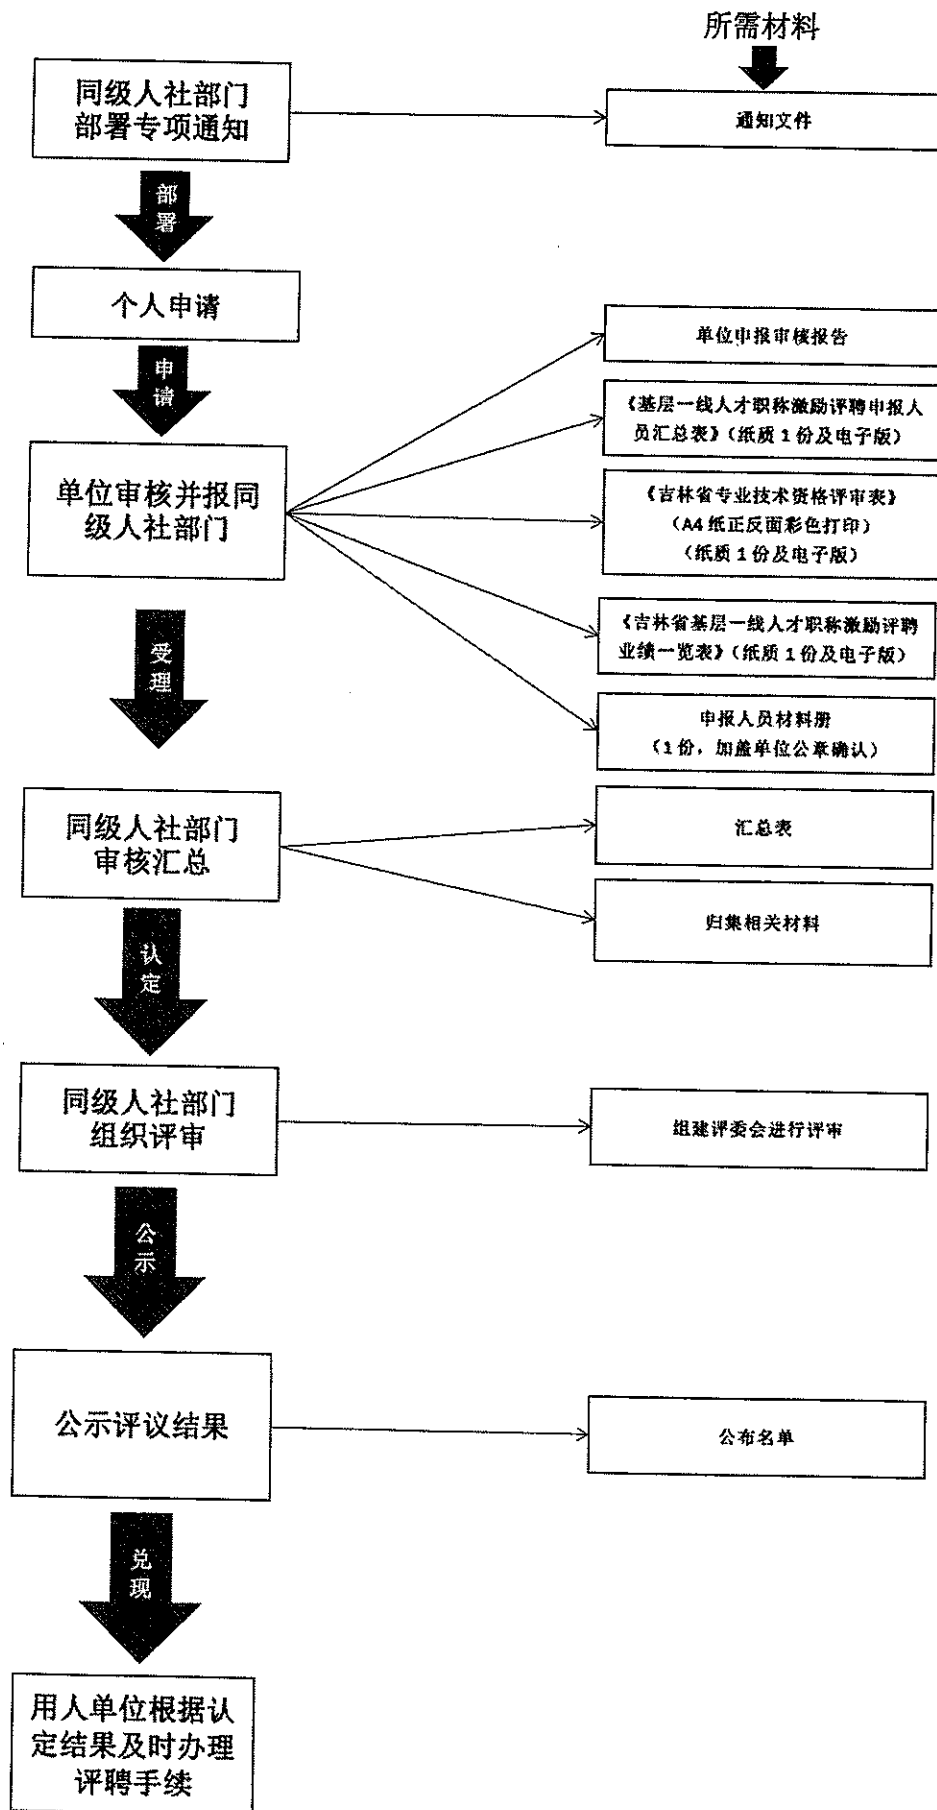 所需材料
同级人社部门
部署专项通知
通知文件
部
署
个人申请
申
请
单位申报审核报告
《基层一线人才职称激励评聘申报人
员汇总表》（纸质 1 份及电子版）
单位审核并报同
级人社部门
《吉林省专业技术资格评审表》
（A4 纸正反面彩色打印）
（纸质 1 份及电子版）
《吉林省基层一线人才职称激励评聘
业绩一览表》（纸质 1 份及电子版）
受
理
申报人员材料册
（1 份，加盖单位公章确认）
同级人社部门
审核汇总
汇总表
归集相关材料
认
定
同级人社部门
组织评审
组建评委会进行评审
公
示
公示评议结果
公布名单
兑
现
用人单位根据认
定结果及时办理
评聘手续